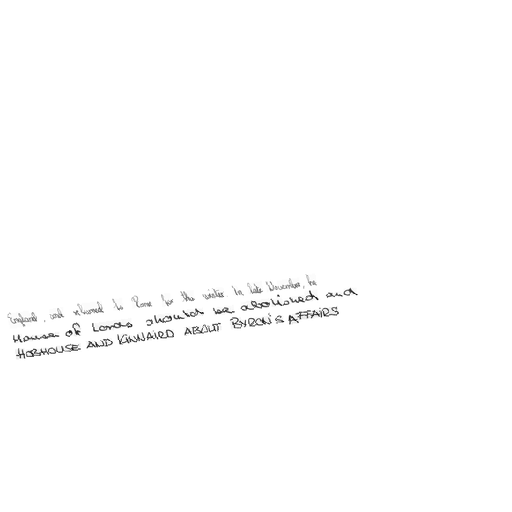 England, and returned to Rome for the winter. In late November, he
House of Lords should be abolished and
HOBHOUSE AND KINNAIRD ABOUT BYRON'S AFFAIRS